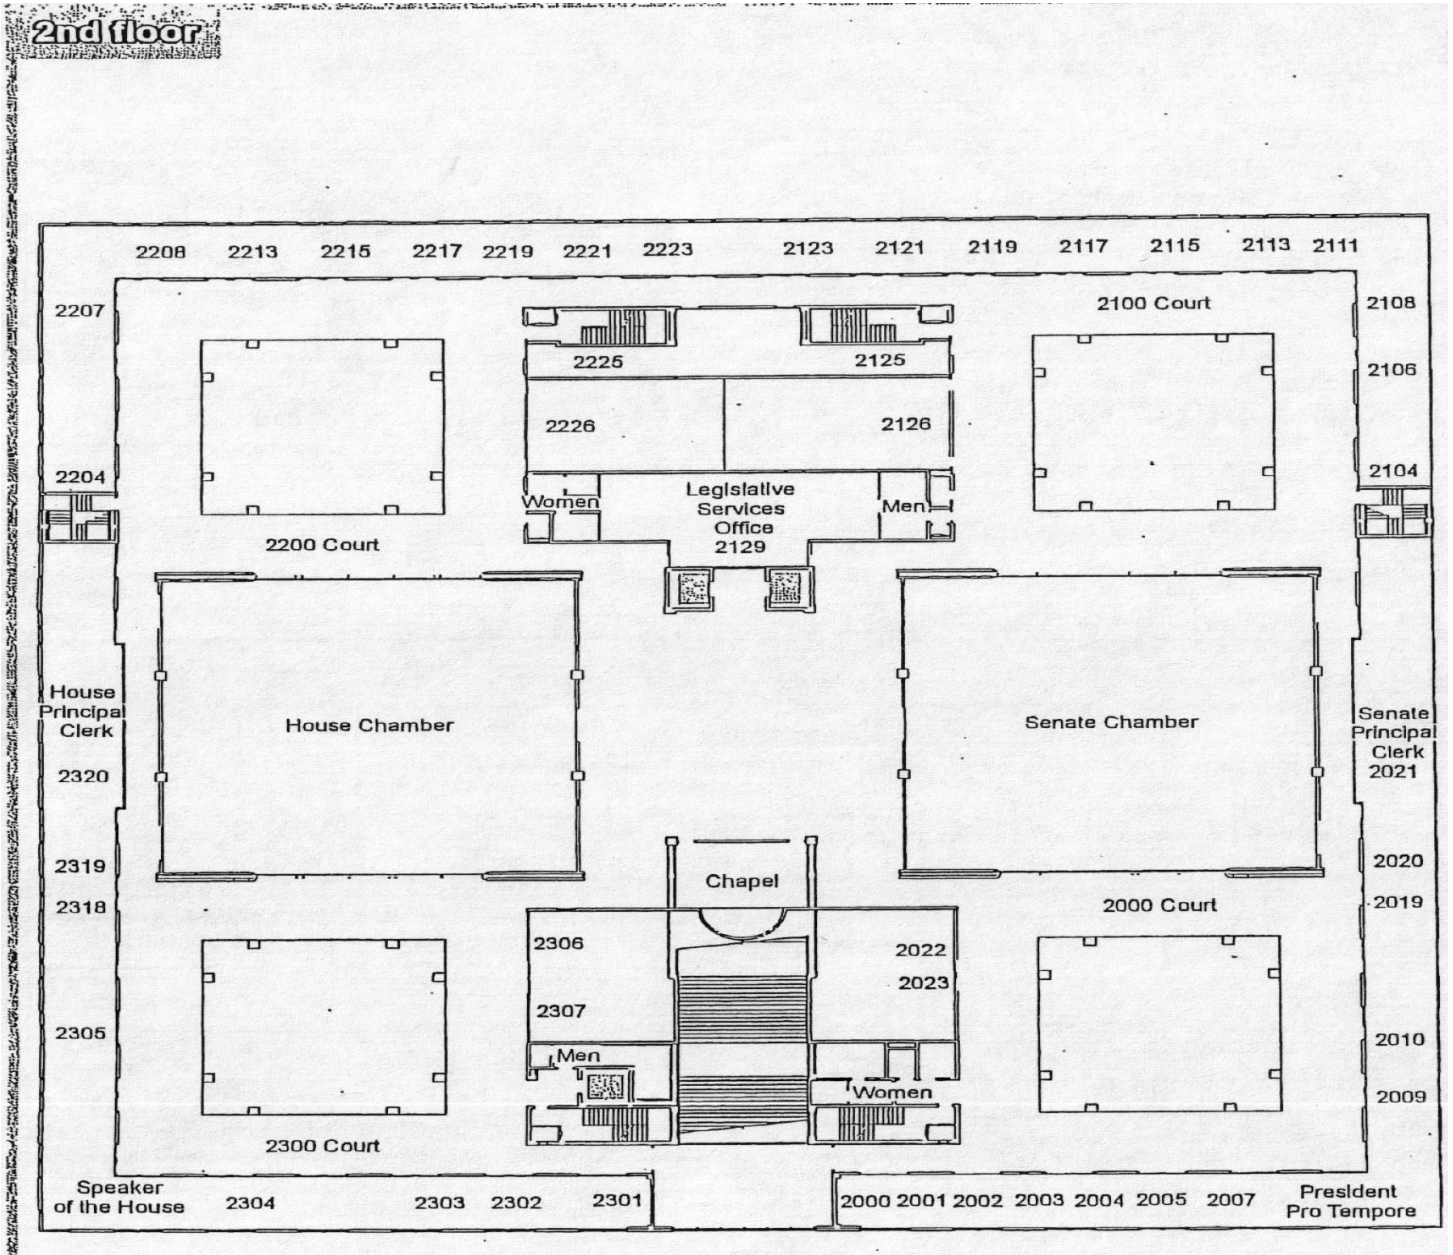 2nd floor
2208 2213 2215 2217 2219 2221 2223 2123 2121 2119 2117 2115 2113 2111
2207
2100 Court
2108
2225
2125
2106
2226
2126
2204
2104
Women
Legislative
Services
Office
2129
Men
2200 Court
House
Principal
Clerk
2320
House Chamber
Senate Chamber
Senate
Principal
Clerk
2021
2319
Chapel
2020
2318
2000 Court
2019
2306
2022
2023
2307
2305
2010
Men
Women
2009
2300 Court
Speaker
of the House
2304 2303 2302 2301 2000 2001 2002 2003 2004 2005 2007
President
Pro Tempore